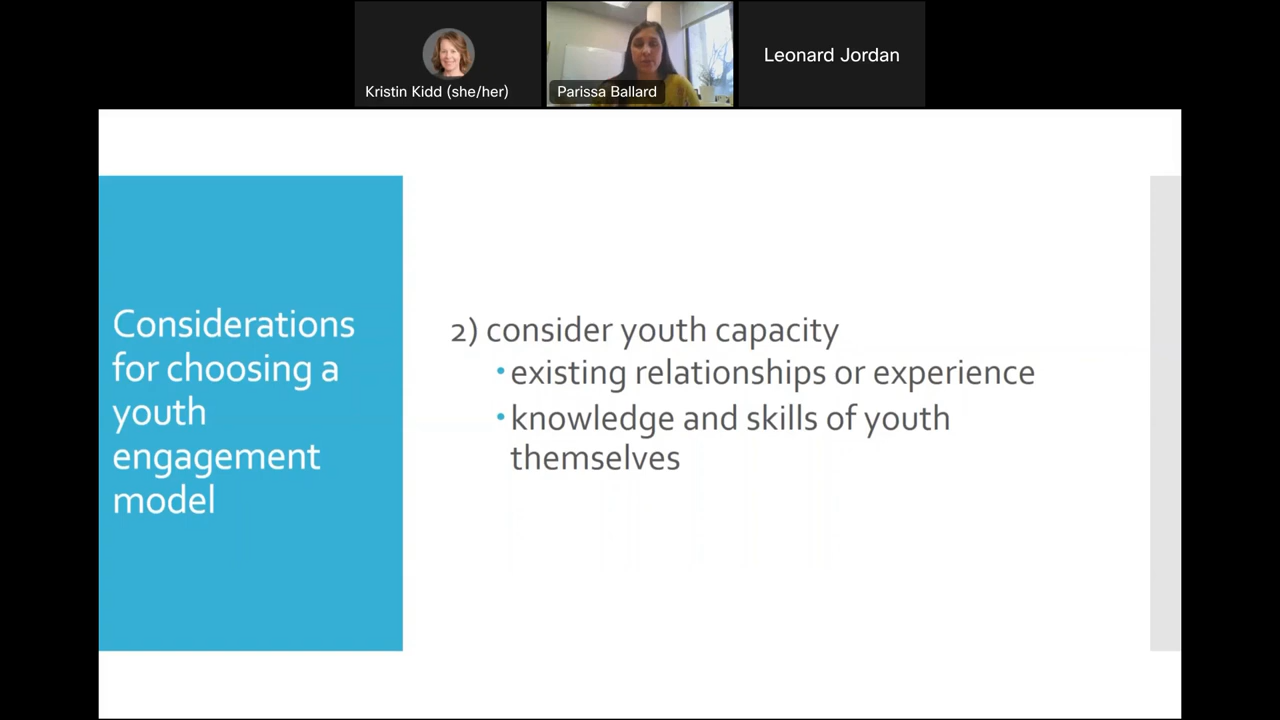 Kristin Kidd (she/her)
Parissa Ballard
Leonard Jordan
Considerations
for choosing a
youth
engagement
model
2) consider youth capacity
•existing relationships or experience
•knowledge and skills of youth
themselves